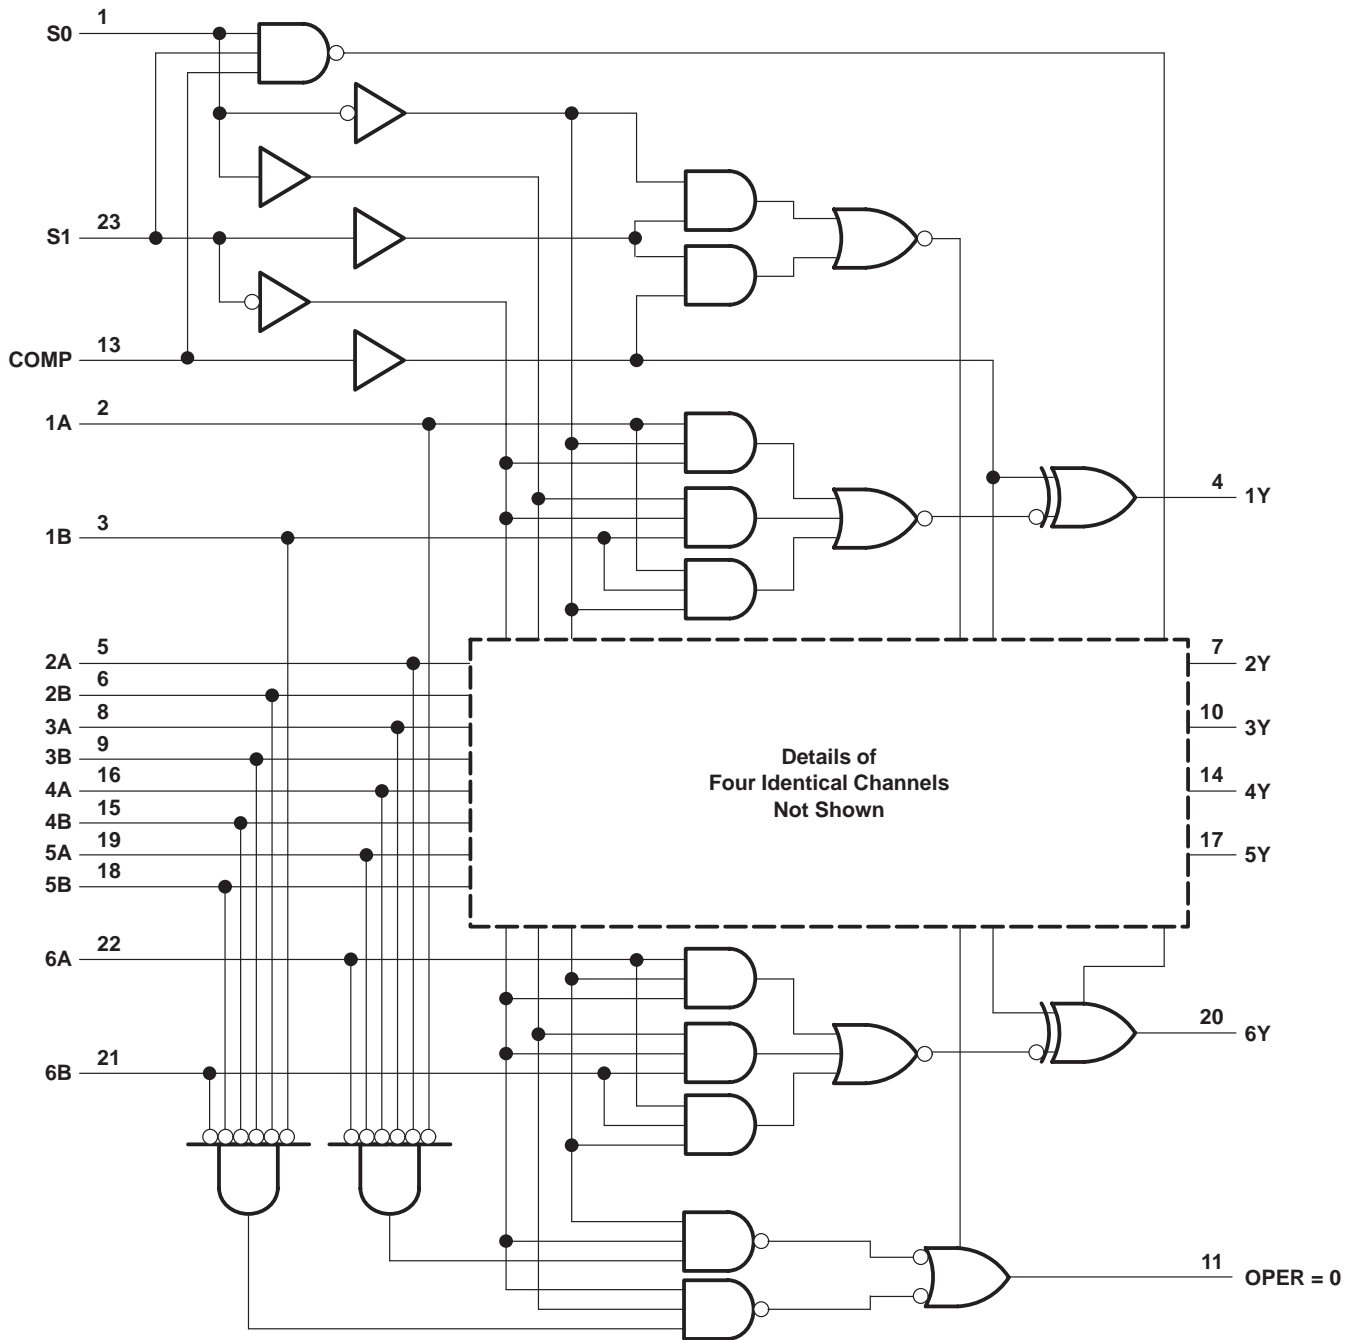 S0 1
S1 23
COMP 13
1A 2
1B 3
4 1Y
2A 5
2B 6
3A 8
3B 9
4A 16
4B 15
5A 19
5B 18
Details of
Four Identical Channels
Not Shown
7 2Y
10 3Y
14 4Y
17 5Y
6A 22
6B 21
20 6Y
11 OPER = 0